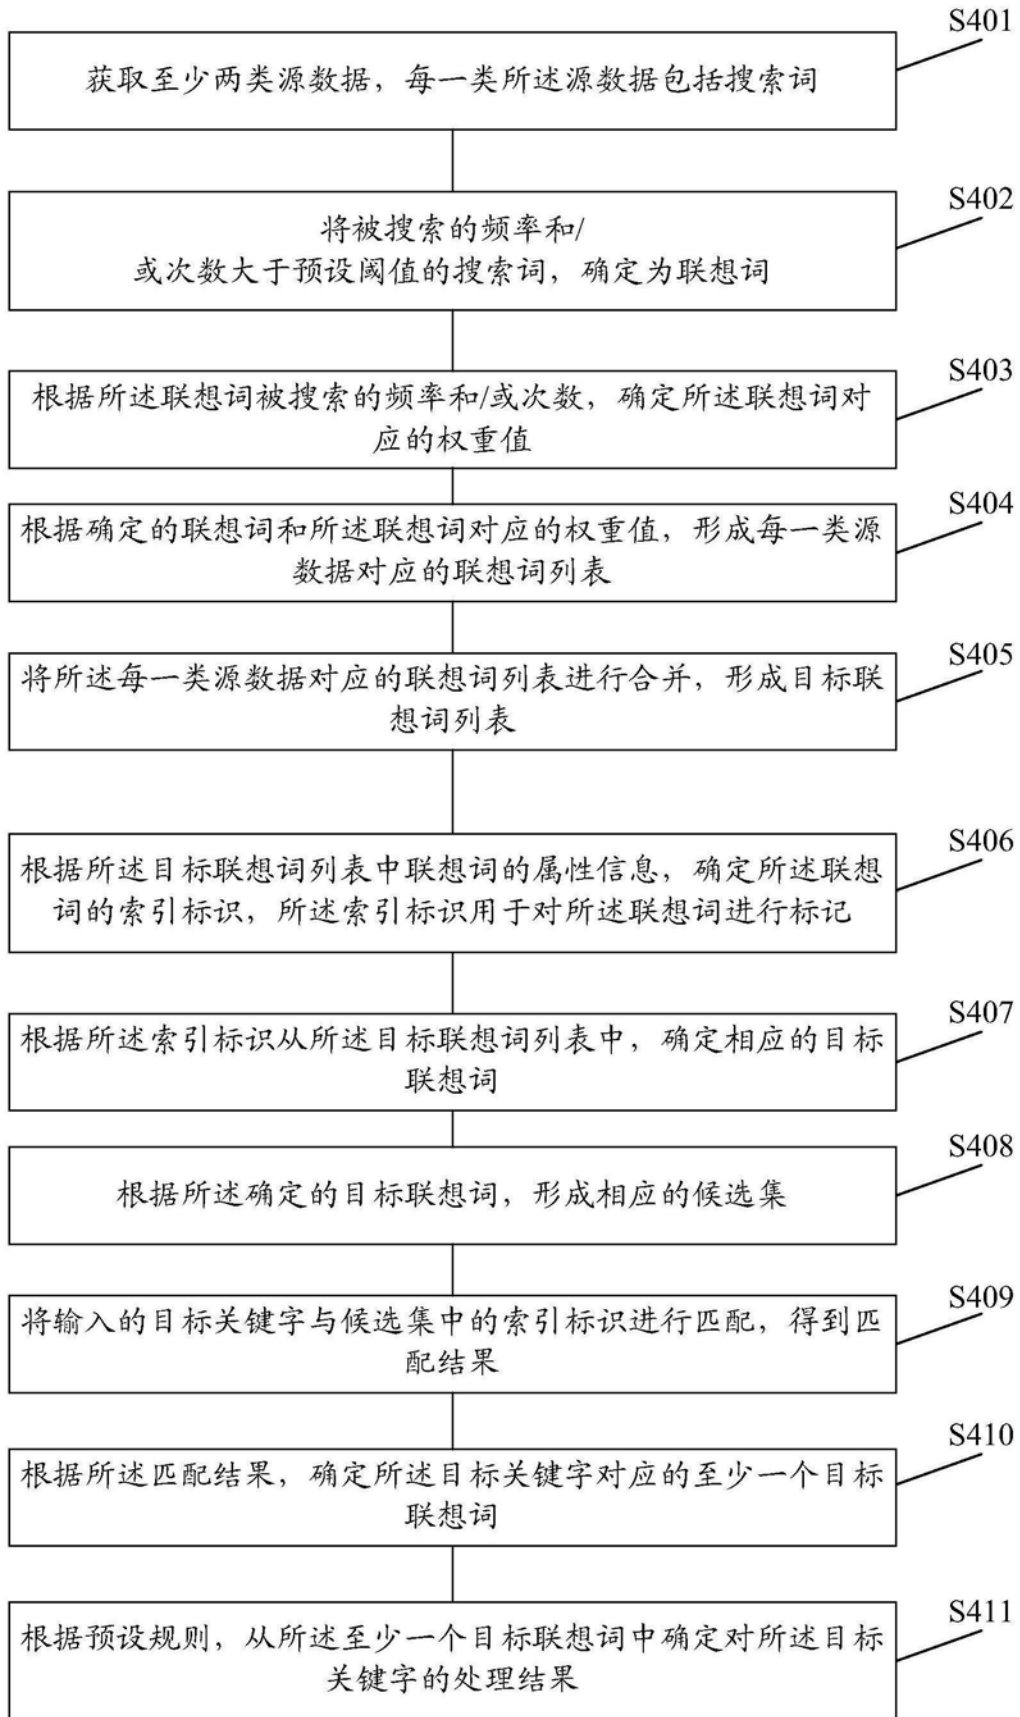 S401
获取至少两类源数据，每一类所述源数据包括搜索词
S402
将被搜索的频率和/
或次数大于预设阈值的搜索词，确定为联想词
S403
根据所述联想词被搜索的频率和/或次数，确定所述联想词对
应的权重值
S404
根据确定的联想词和所述联想词对应的权重值，形成每一类源
数据对应的联想词列表
S405
将所述每一类源数据对应的联想词列表进行合并，形成目标联
想词列表
S406
根据所述目标联想词列表中联想词的属性信息，确定所述联想
词的索引标识，所述索引标识用于对所述联想词进行标记
S407
根据所述索引标识从所述目标联想词列表中，确定相应的目标
联想词
S408
根据所述确定的目标联想词，形成相应的候选集
S409
将输入的目标关键字与候选集中的索引标识进行匹配，得到匹
配结果
S410
根据所述匹配结果，确定所述目标关键字对应的至少一个目标
联想词
S411
根据预设规则，从所述至少一个目标联想词中确定对所述目标
关键字的处理结果